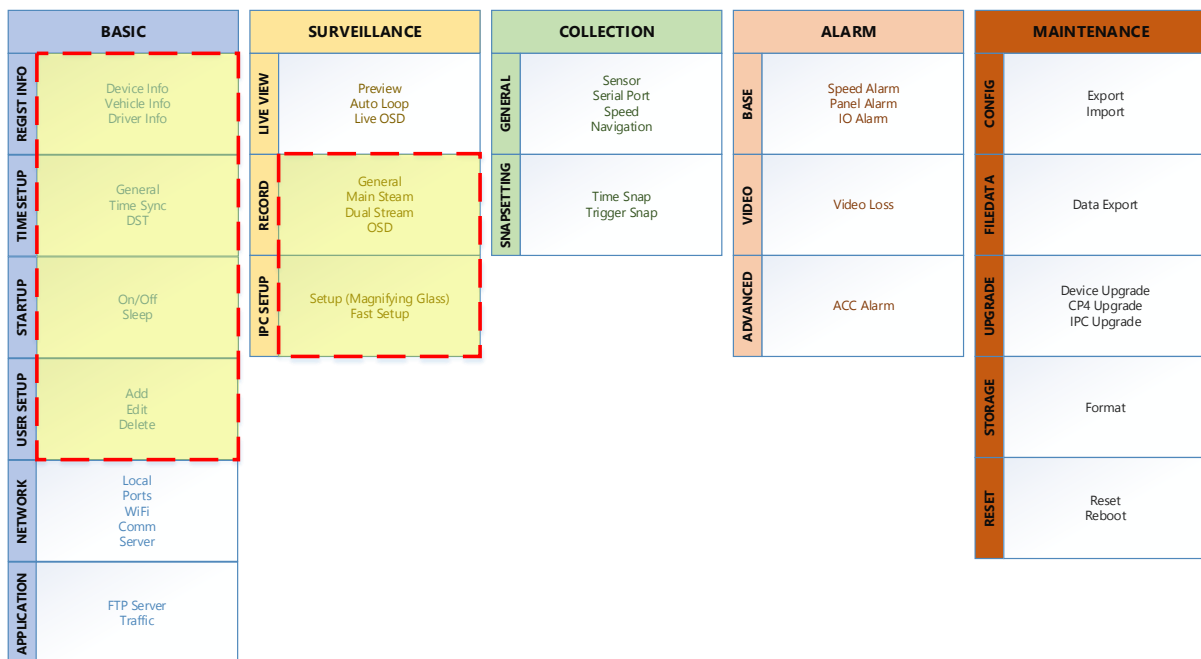 BASIC
REGIST INFO
Device Info
Vehicle Info
Driver Info
TIME SETUP
General
Time Sync
DST
STARTUP
On/Off
Sleep
USER SETUP
Add
Edit
Delete
NETWORK
Local
Ports
WiFi
Comm
Server
APPLICATION
FTP Server
Traffic
SURVEILLANCE
LIVE VIEW
Preview
Auto Loop
Live OSD
RECORD
General
Main Steam
Dual Stream
OSD
IPC SETUP
Setup (Magnifying Glass)
Fast Setup
COLLECTION
GENERAL
Sensor
Serial Port
Speed
Navigation
SNAPSETTING
Time Snap
Trigger Snap
ALARM
BASE
Speed Alarm
Panel Alarm
IO Alarm
VIDEO
Video Loss
ADVANCED
ACC Alarm
MAINTENANCE
CONFIG
Export
Import
FILEDAT A
Data Export
UPGRADE
Device Upgrade
CP4 Upgrade
IPC Upgrade
STORAGE
Format
RESET
Reset
Reboot